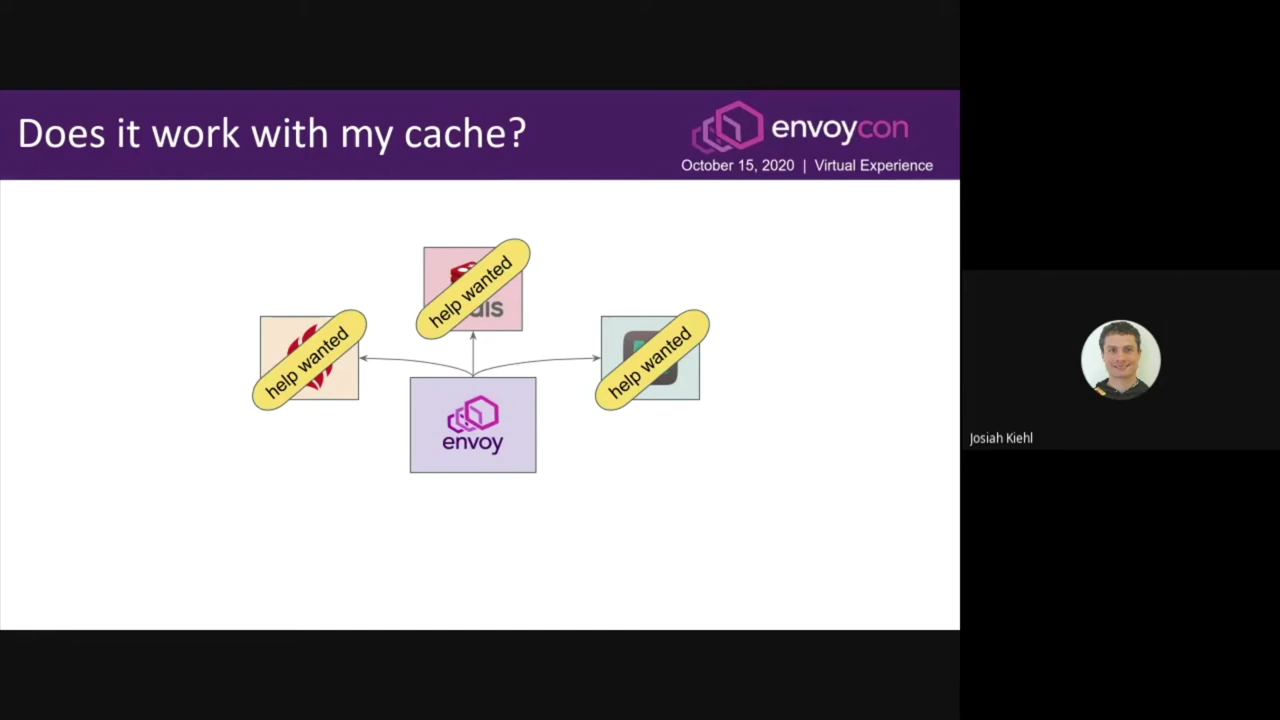 Does it work with my cache?
envoycon
October 15, 2020 | Virtual Experience
help wanted
dis
help wanted
help wanted
envoy
Josiah Kiehl